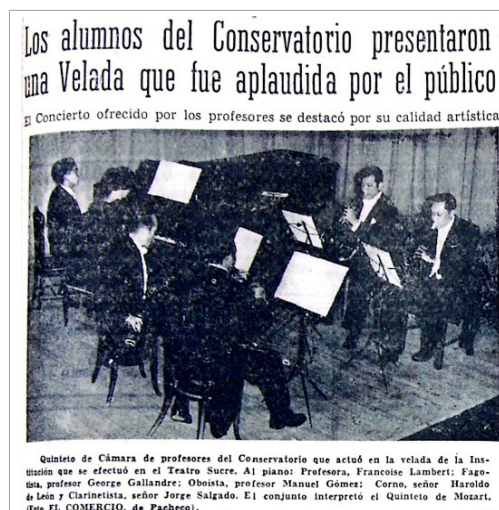 Los alumnos del Conservatorio presentaron
una Velada que fue aplaudida por el público
El Concierto ofrecido por los profesores se destacó por su calidad artística
Quinteto de Cámara de profesores del Conservatorio que actuó en la velada de la Ins-
titución que se efectuó en el Teatro Sucre. Al piano: Profesora, Francoise Lambert; Fago-
tista, profesor George Gallandre; Oboísta, profesor Manuel Gómez; Corno, señor Haroldo
de León y Clarinetista, señor Jorge Salgado. El conjunto interpretó el Quinteto de Mozart,
(Foto EL COMERCIO, de Pacheco).